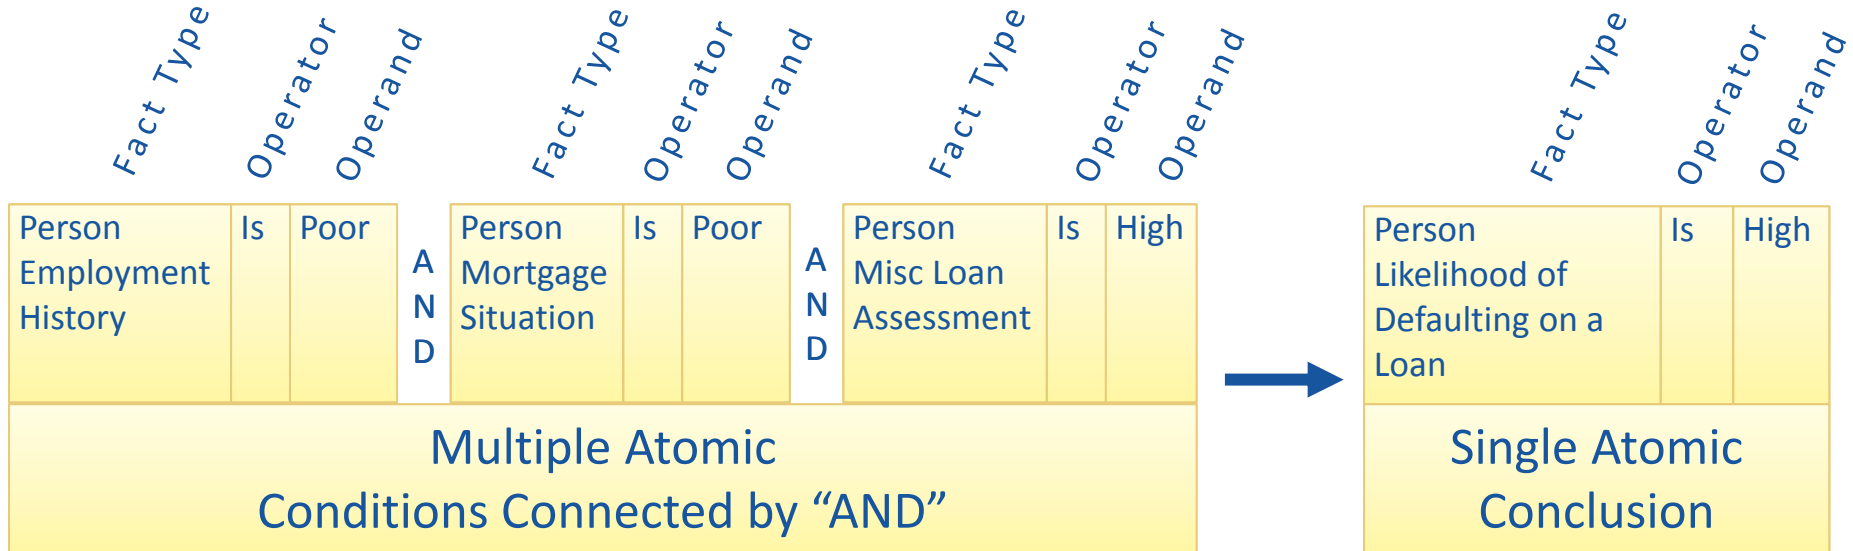 Fact Type
Operator
Operand
Fact Type
Operator
Operand
Fact Type
Operator
Operand
Fact Type
Operator
Operand
Person
Employment
History
Is
Poor
AND
Person
Mortgage
Situation
Is
Poor
AND
Person
Misc Loan
Assessment
Is
High
Person
Likelihood of
Defaulting on a
Loan
Is
High
Multiple Atomic
Conditions Connected by “AND”
Single Atomic
Conclusion